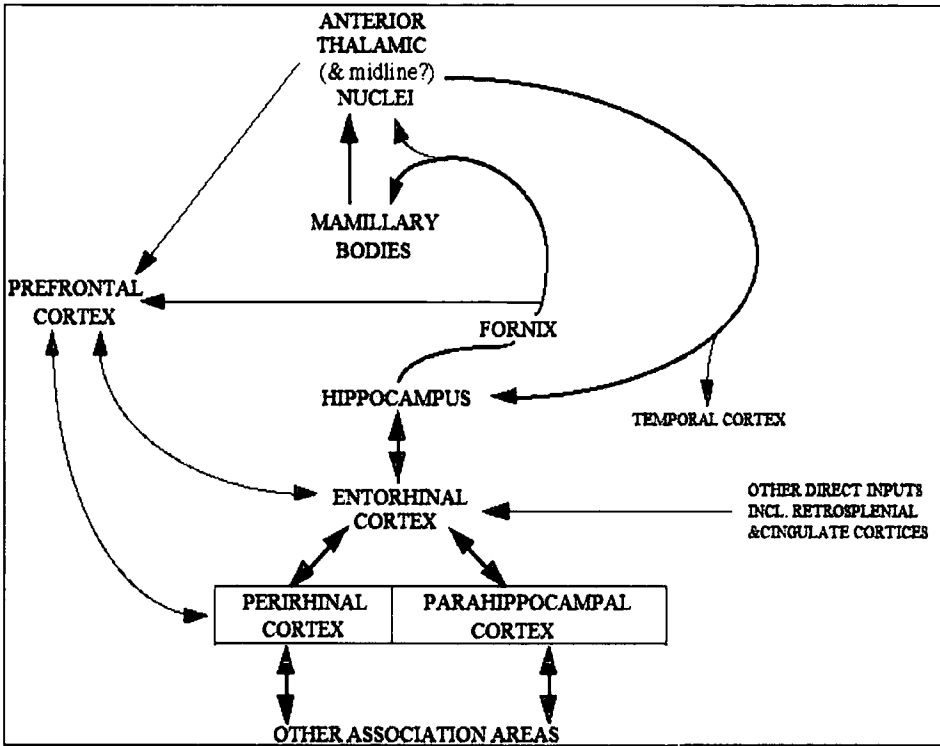 ANTERIOR
THALAMIC
(& midline?)
NUCLEI
MAMILLARY
BODIES
PREFRONTAL
CORTEX
FORNIX
HIPPOCAMPUS
TEMPORAL CORTEX
ENTORHINAL
CORTEX
OTHER DIRECT INPUTS
INCL. RETROSPLENIAL
&CINGULATE CORTICES
PERIRHINAL
CORTEX
PARAHIPPOCAMPAL
CORTEX
OTHER ASSOCIATION AREAS